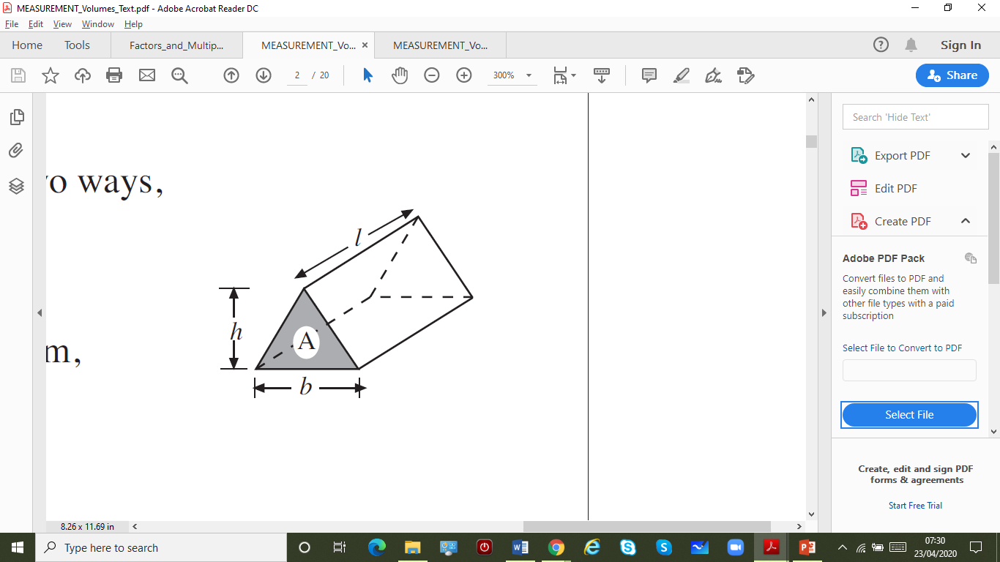 MEASUREMENT_Volumes_Text.pdf - Adobe Acrobat Reader DC
File Edit View Window Help
Home Tools Factors_and_Multip... MEASUREMENT_Vo... × MEASUREMENT_Vo... Sign In
2 / 20 300% Share
Search 'Hide Text'
Export PDF
Edit PDF
Create PDF
Adobe PDF Pack
Convert files to PDF and
easily combine them with
other file types with a paid
subscription
Select File to Convert to PDF
Select File
Create, edit and sign PDF
forms & agreements
Start Free Trial
o ways,
l
h
A
m,
b
8.26 x 11.69 in
Type here to search
07:30
23/04/2020